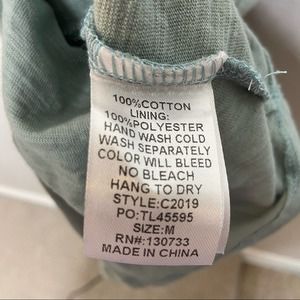 100%COTTON
LINING:
100%POLYESTER
HAND WASH COLD
WASH SEPARATELY
COLOR WILL BLEED
NO BLEACH
HANG TO DRY
STYLE:C2019
PO:TL45595
SIZE:M
RN#:130733
MADE IN CHINA